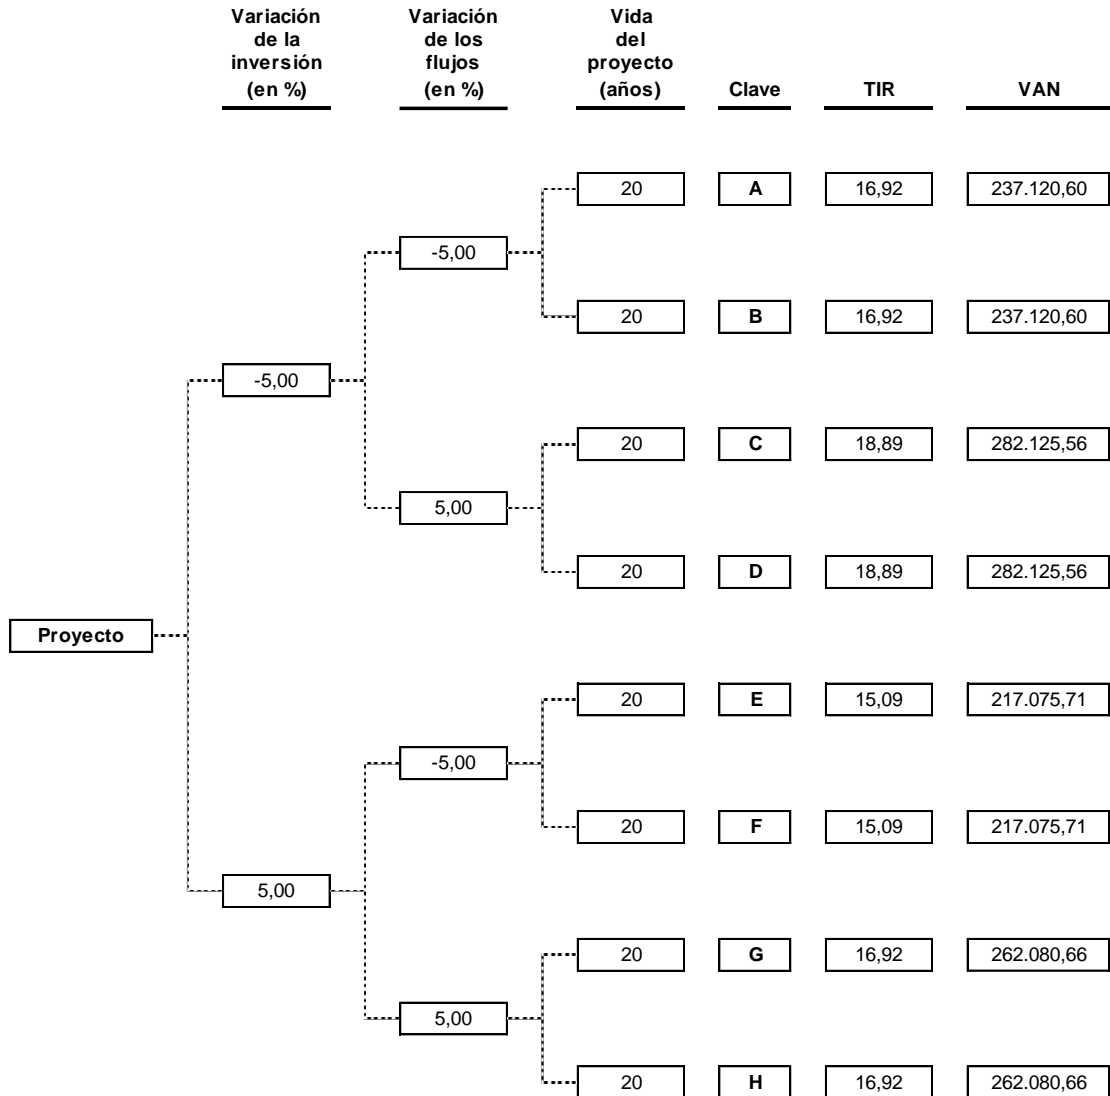 Variación
de la
inversión
(en %)
Variación
de los
flujos
(en %)
Vida
del
proyecto
(años)
Clave
TIR
VAN
20 A 16,92 237.120,60
-5,00
20 B 16,92 237.120,60
-5,00
20 C 18,89 282.125,56
5,00
20 D 18,89 282.125,56
Proyecto
20 E 15,09 217.075,71
-5,00
20 F 15,09 217.075,71
5,00
20 G 16,92 262.080,66
5,00
20 H 16,92 262.080,66